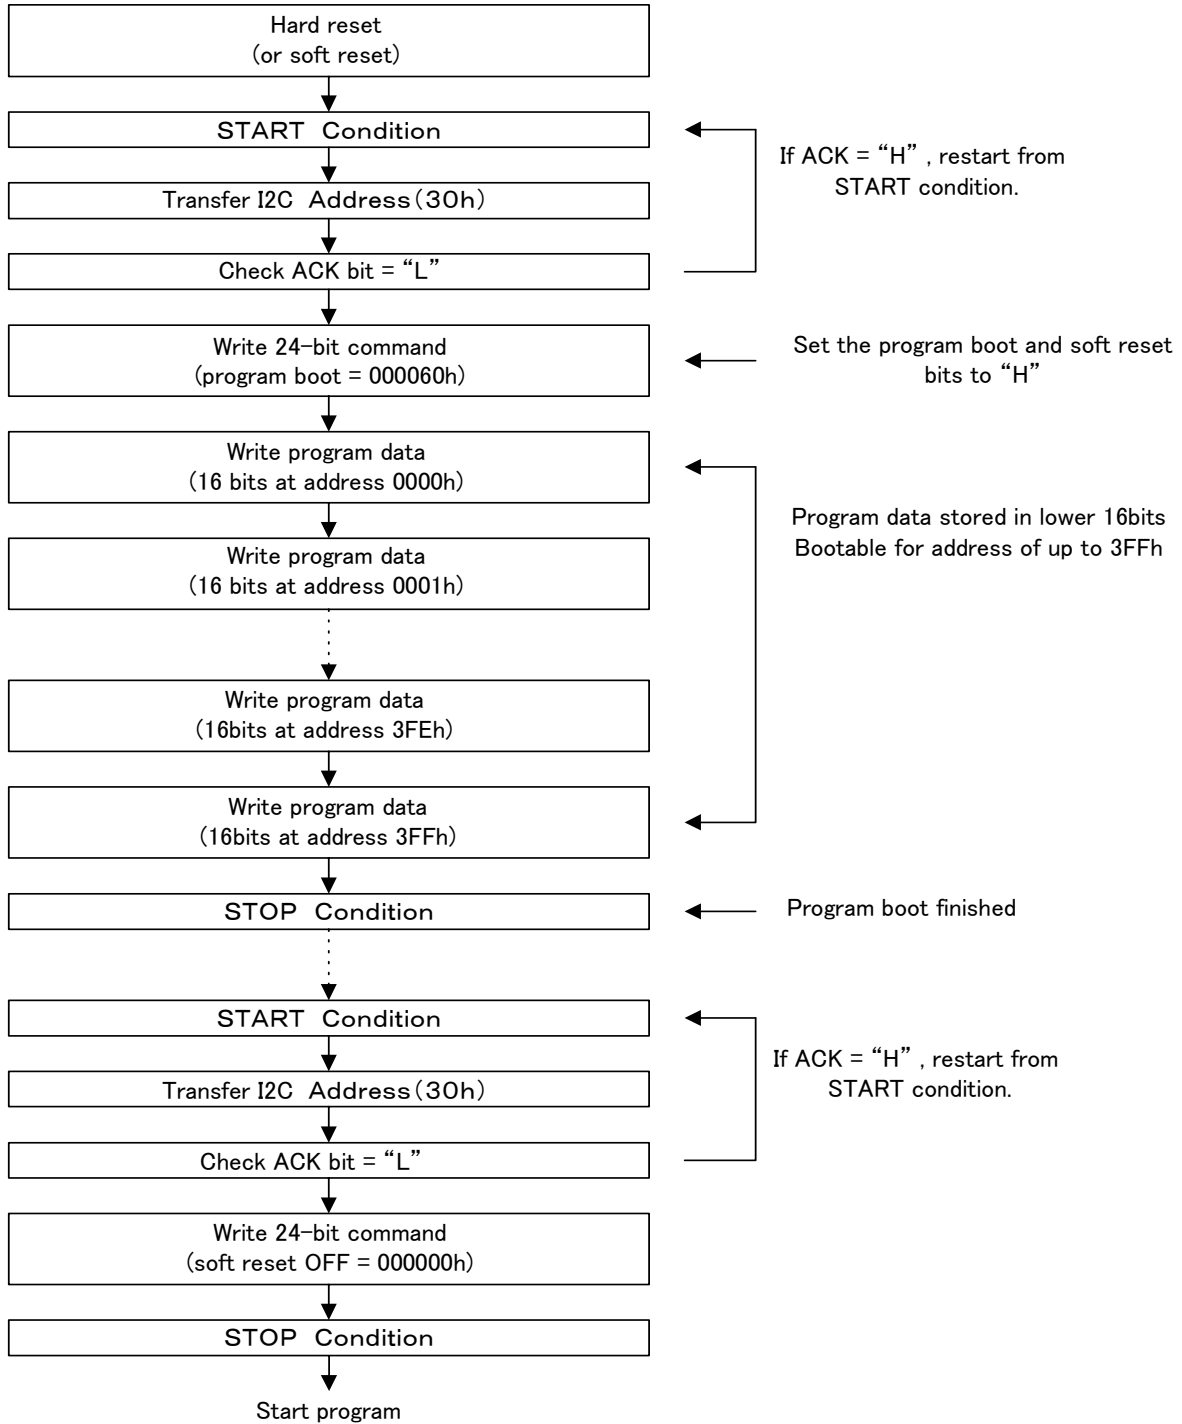 Hard reset
(or soft reset)
START Condition
If ACK = “H” , restart from
START condition.
Transfer I2C Address(30h)
Check ACK bit = “L”
Write 24-bit command
(program boot = 000060h)
Set the program boot and soft reset
bits to “H”
Write program data
(16 bits at address 0000h)
Program data stored in lower 16bits
Bootable for address of up to 3FFh
Write program data
(16 bits at address 0001h)
Write program data
(16bits at address 3FEh)
Write program data
(16bits at address 3FFh)
STOP Condition
Program boot finished
START Condition
If ACK = “H” , restart from
START condition.
Transfer I2C Address(30h)
Check ACK bit = “L”
Write 24-bit command
(soft reset OFF = 000000h)
STOP Condition
Start program